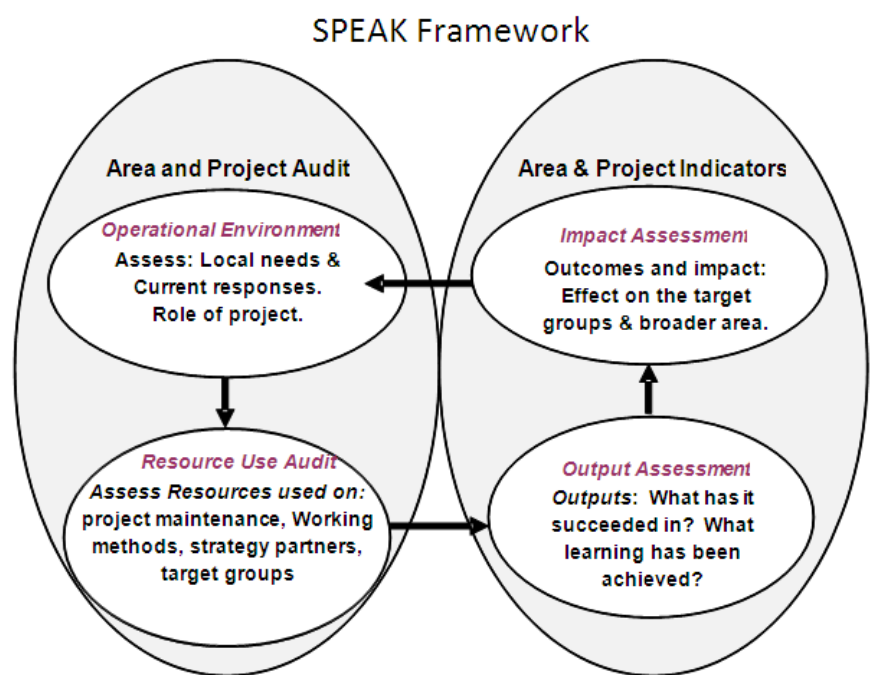 SPEAK Framework
Area and Project Audit
Operational Environment
Assess: Local needs &
Current responses.
Role of project.
Resource Use Audit
Assess Resources used on:
project maintenance, Working
methods, strategy partners,
target groups
Area & Project Indicators
Impact Assessment
Outcomes and impact:
Effect on the target
groups & broader area.
Output Assessment
Outputs: What has it
succeeded in? What
learning has been
achieved?